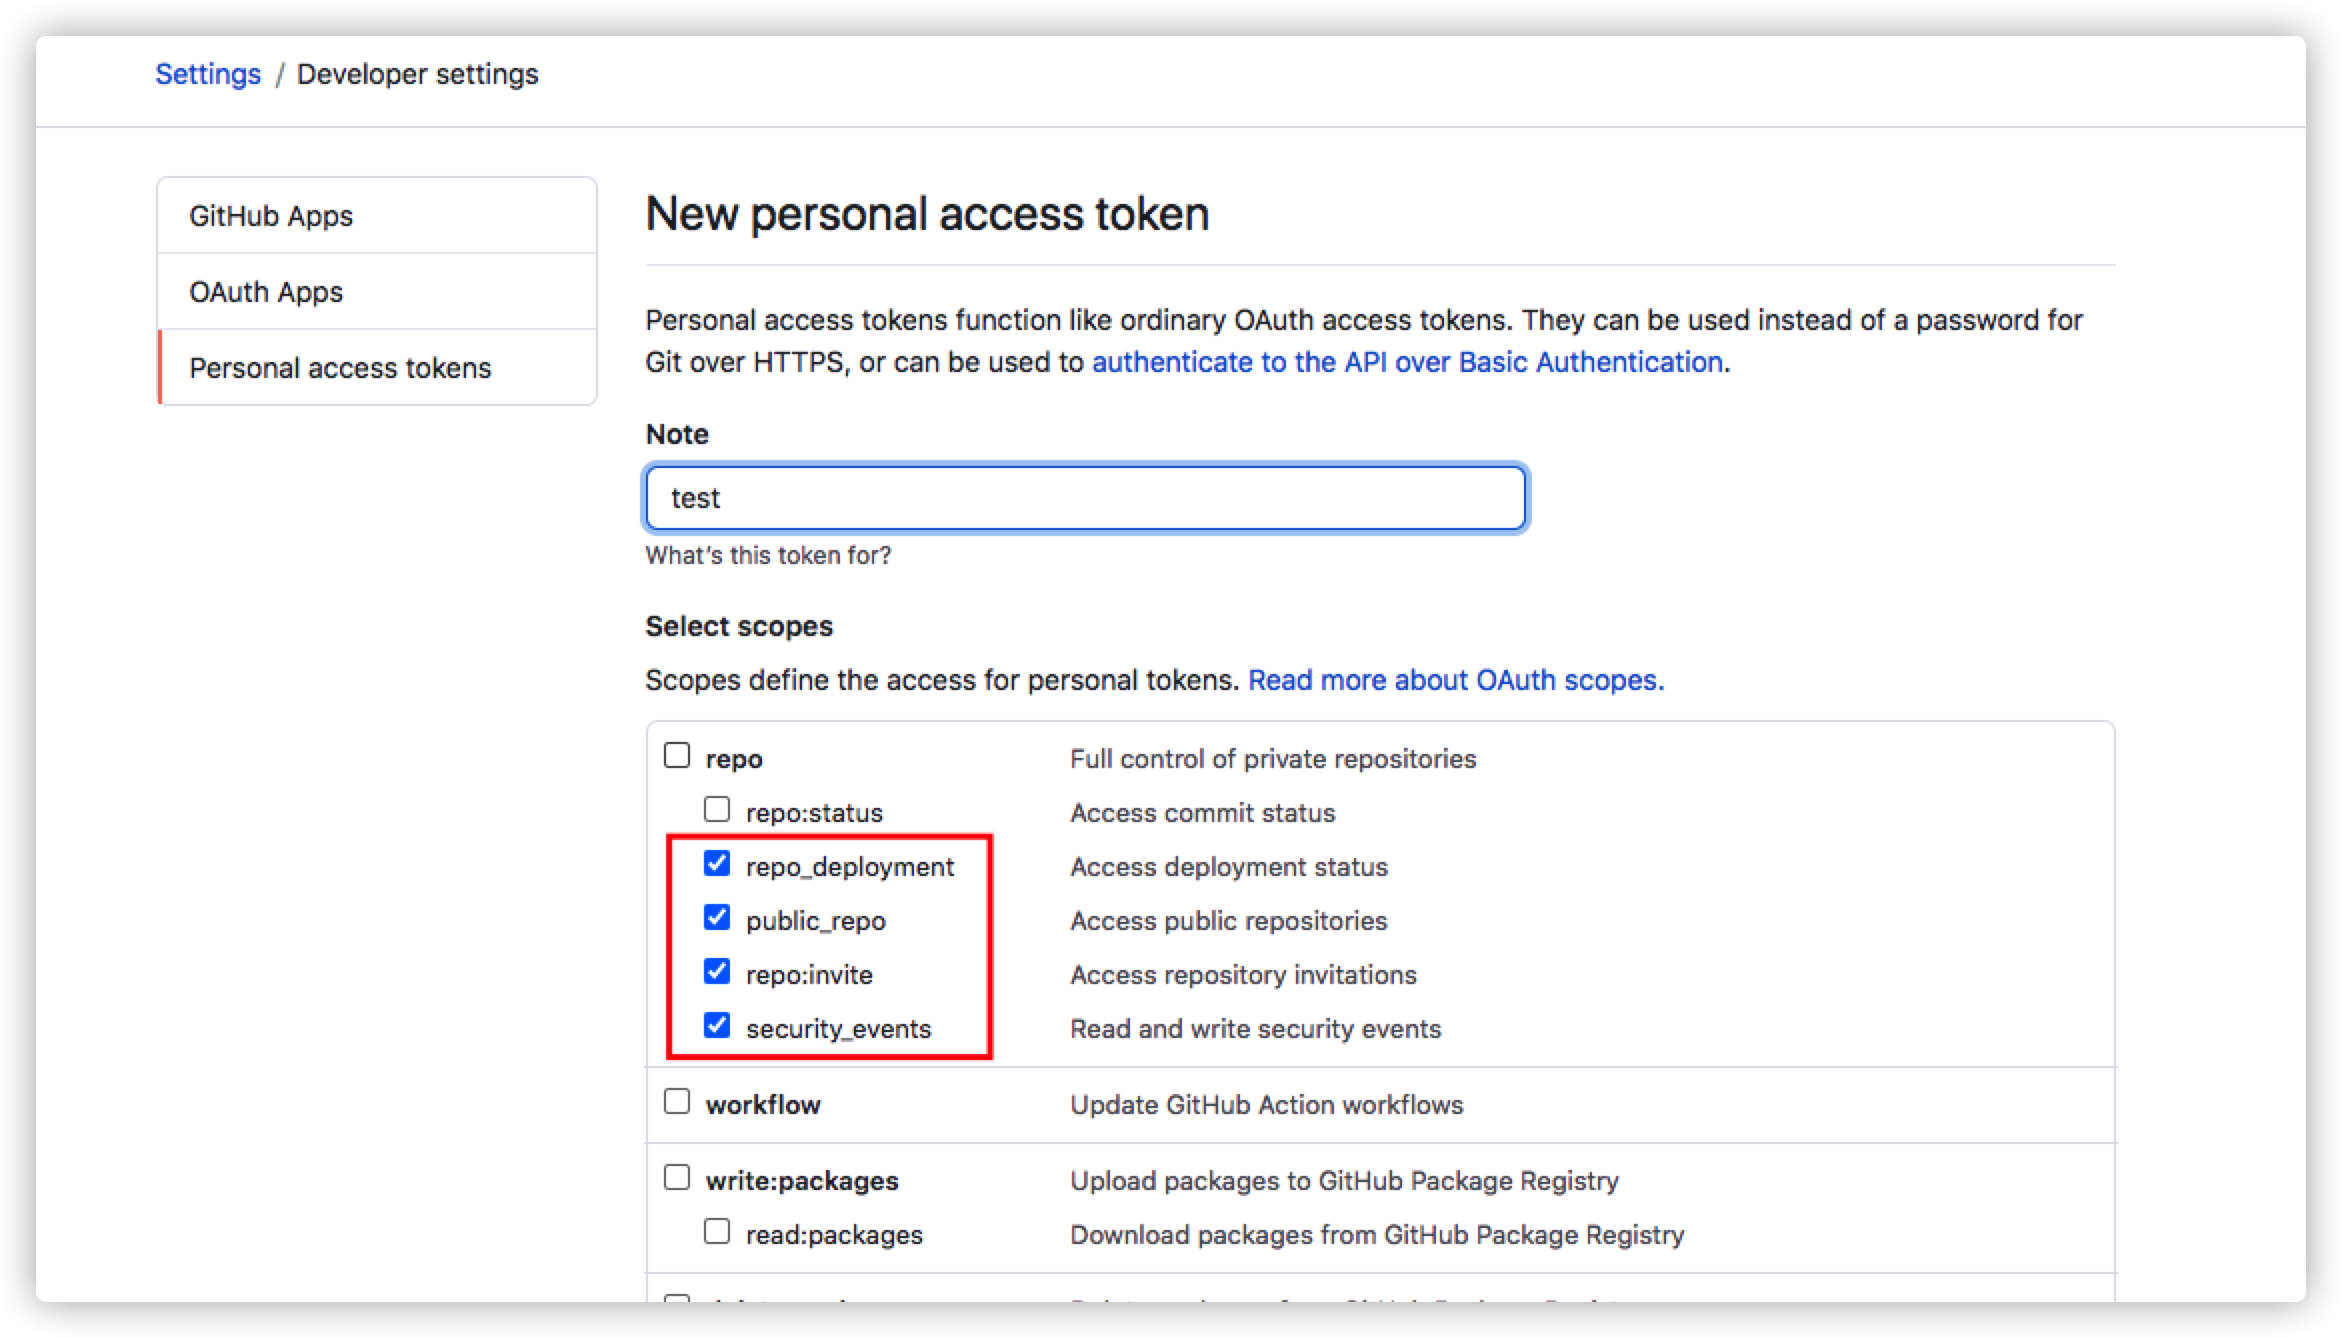 Settings / Developer settings
GitHub Apps
OAuth Apps
Personal access tokens
New personal access token
Personal access tokens function like ordinary OAuth access tokens. They can be used instead of a password for
Git over HTTPS, or can be used to authenticate to the API over Basic Authentication.
Note
test
What's this token for?
Select scopes
Scopes define the access for personal tokens. Read more about OAuth scopes.
repo Full control of private repositories
repo:status Access commit status
repo_deployment Access deployment status
public_repo Access public repositories
repo:invite Access repository invitations
security_events Read and write security events
workflow Update GitHub Action workflows
write:packages Upload packages to GitHub Package Registry
read:packages Download packages from GitHub Package Registry